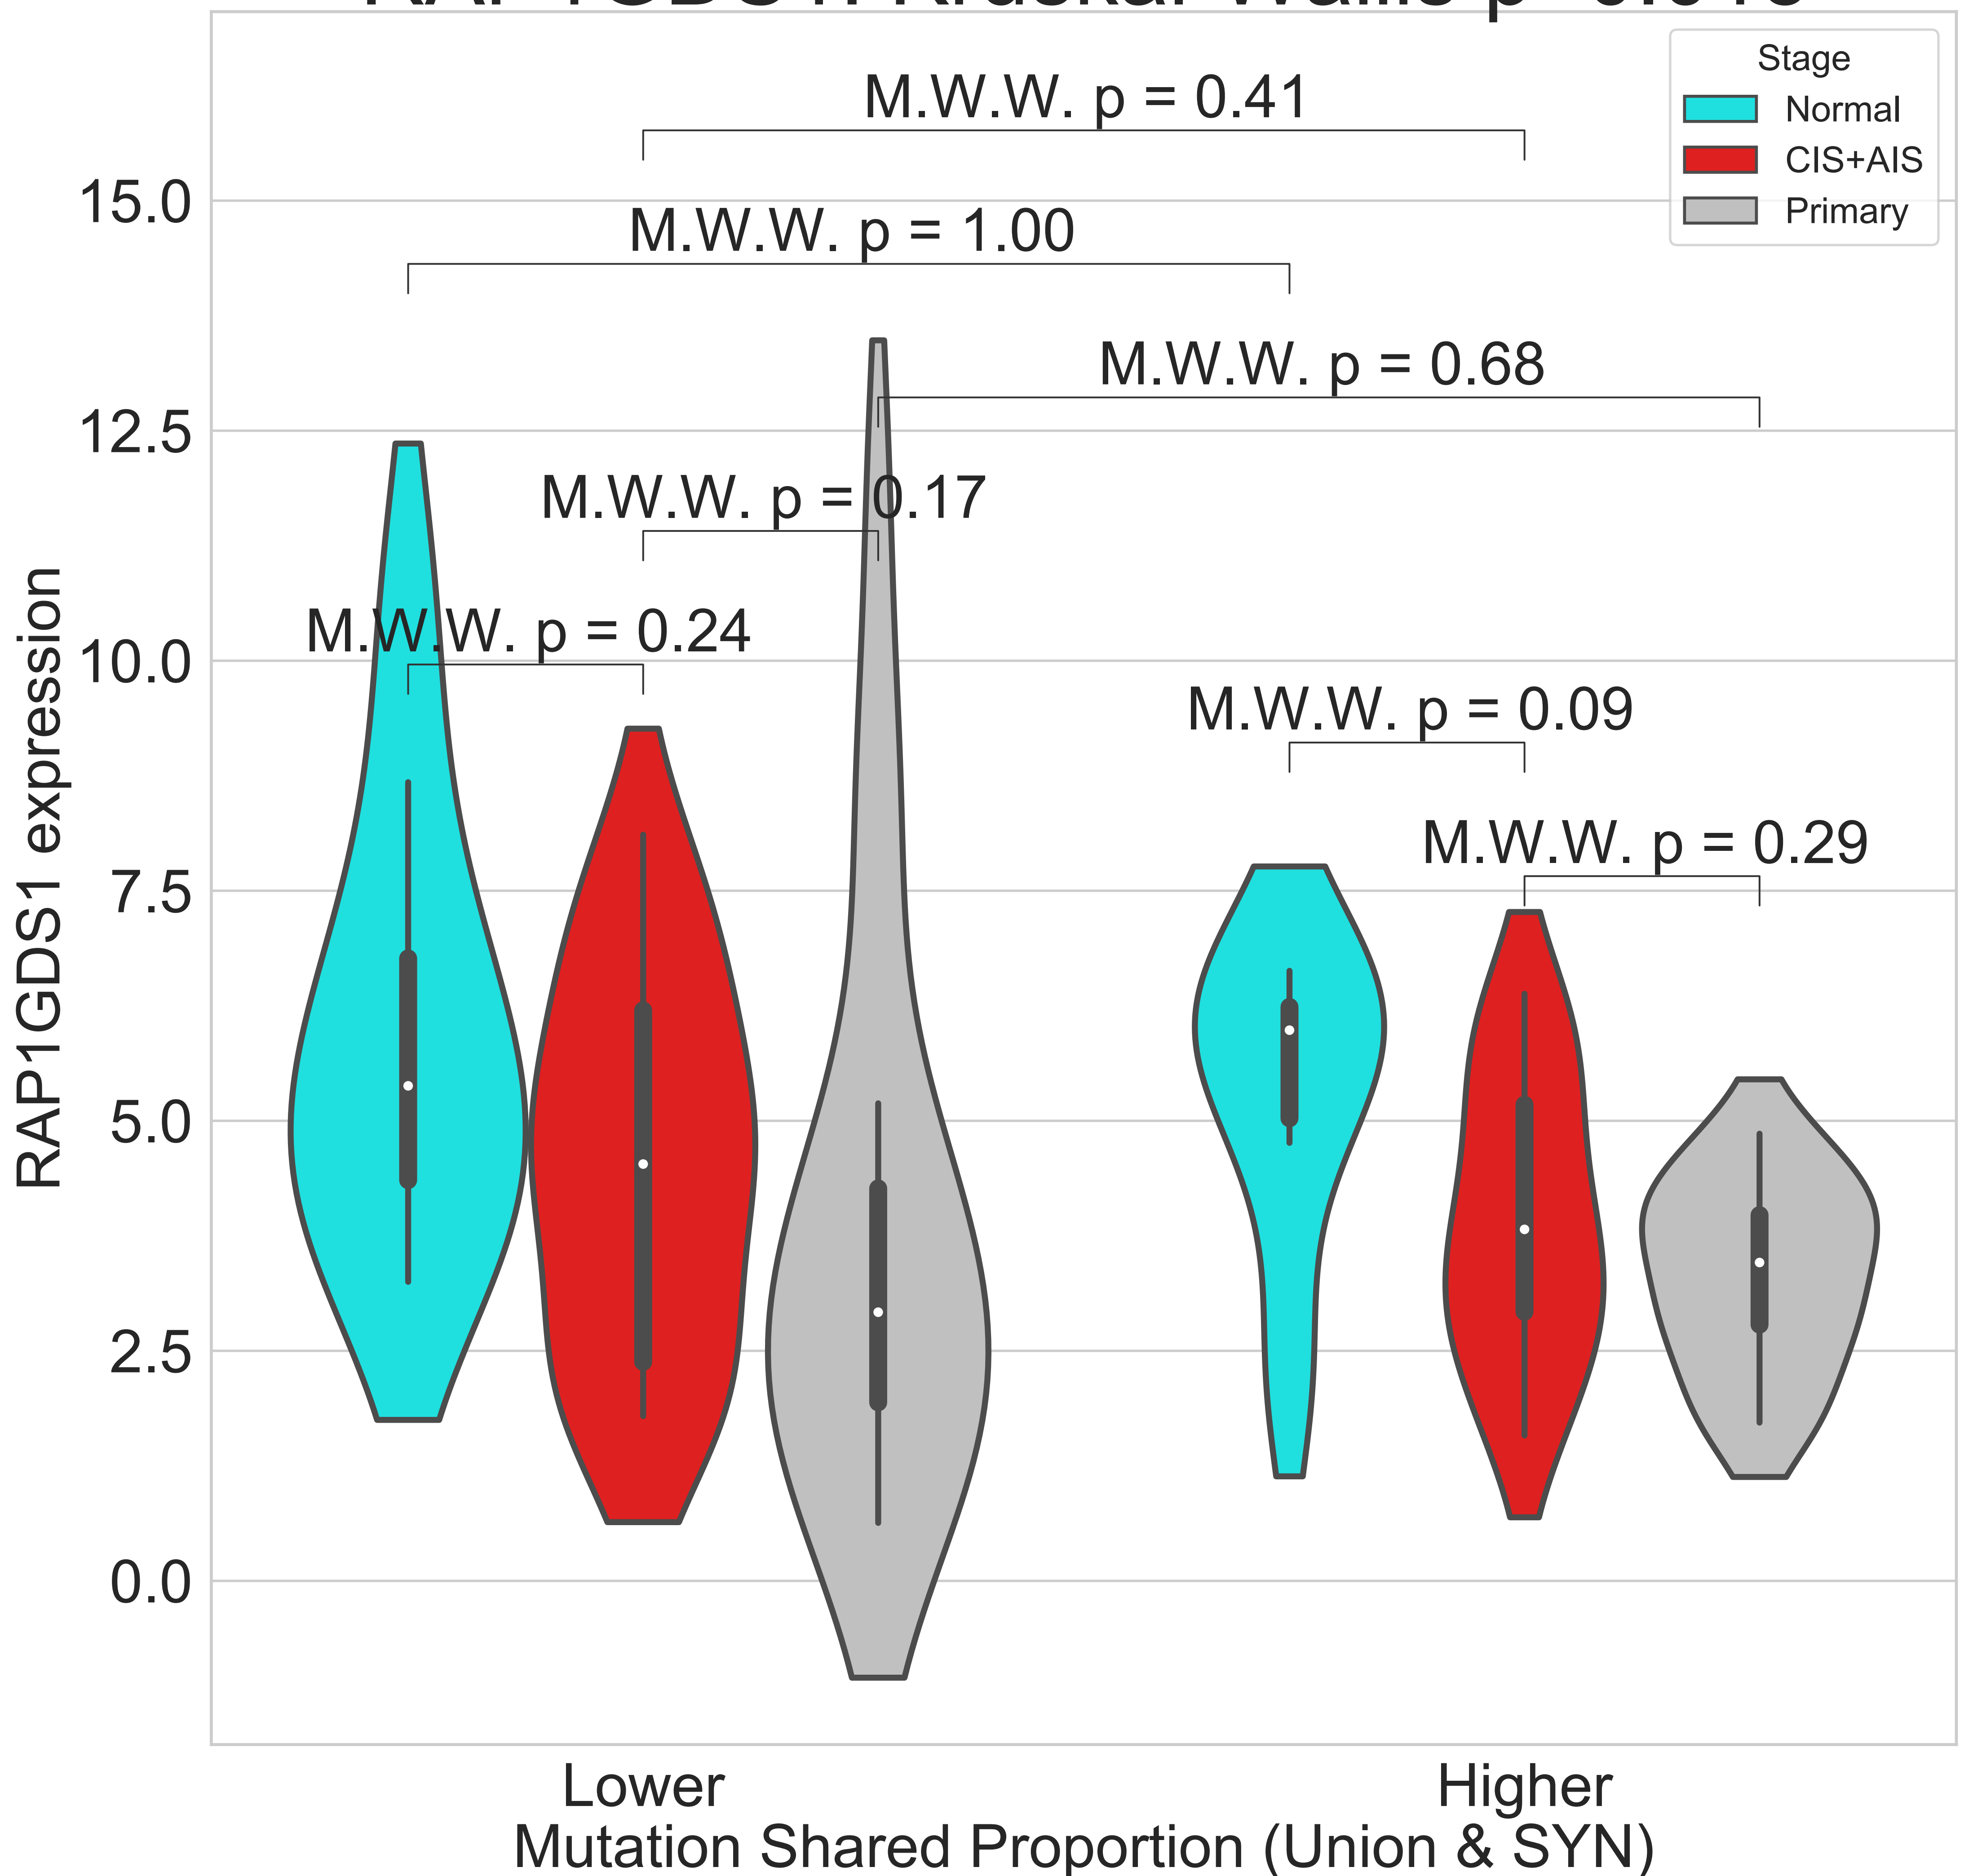 Stage
Normal
CIS+AIS
Primary
M.W.W. p = 0.41
M.W.W. p = 1.00
M.W.W. p = 0.68
M.W.W. p = 0.17
M.W.W. p = 0.24
M.W.W. p = 0.09
M.W.W. p = 0.29
15.0
12.5
10.0
7.5
5.0
2.5
0.0
RAP1GDS1 expression
Lower
Higher
Mutation Shared Proportion (Union & SYN)